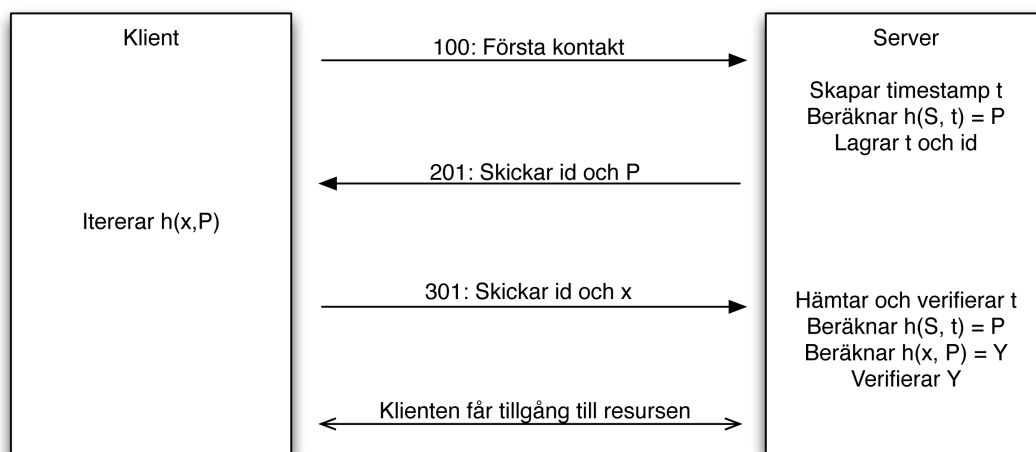 Klient
Server
100: Första kontakt
Skapar timestamp t
Beräknar h(S, t) = P
Lagrar t och id
201: Skickar id och P
Itererar h(x,P)
301: Skickar id och x
Hämtar och verifierar t
Beräknar h(S, t) = P
Beräknar h(x, P) = Y
Verifierar Y
Klienten får tillgång till resursen